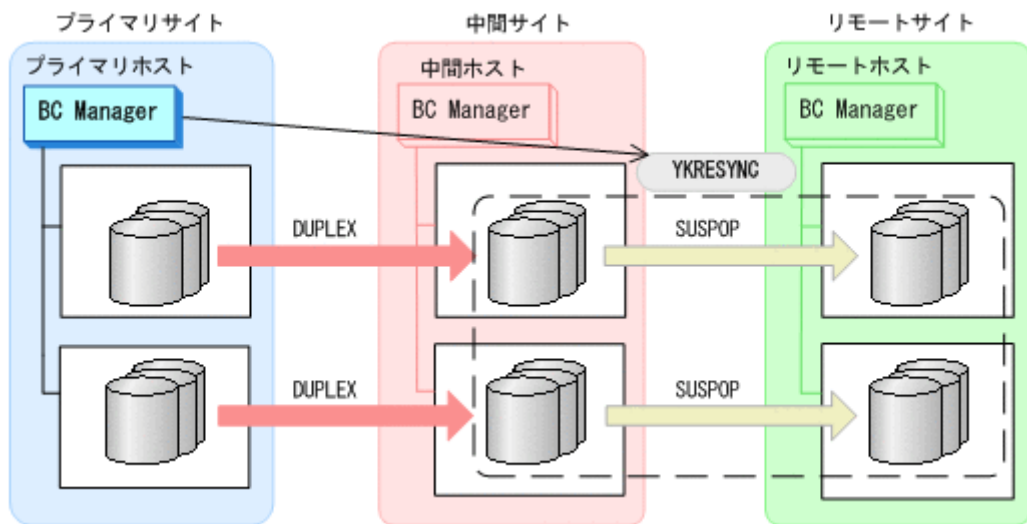 プライマリサイト
中間サイト
リモートサイト
プライマリホスト
中間ホスト
リモートホスト
BC Manager
BC Manager
BC Manager
YKRESYNC
DUPLEX
SUSPOP
DUPLEX
SUSPOP